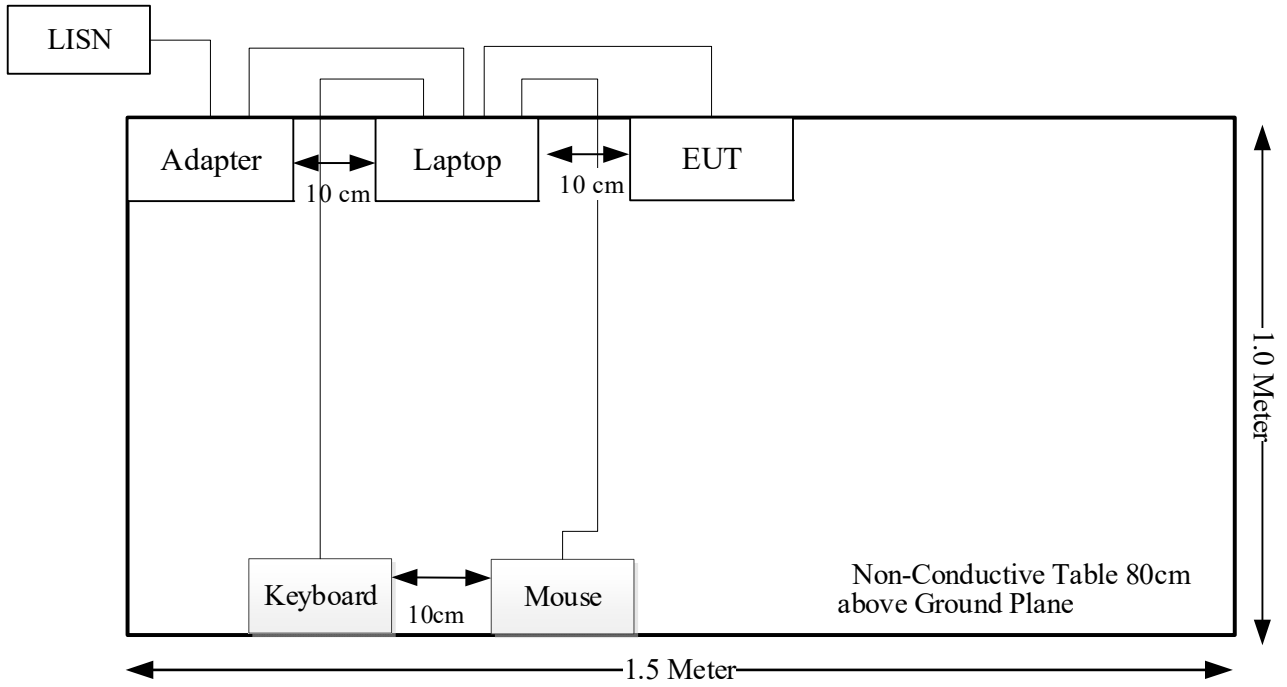 LISN
Adapter
Laptop
EUT
10 cm
10 cm
1.0 Meter
Keyboard
10cm
Mouse
Non-Conductive Table 80cm
above Ground Plane
1.5 Meter